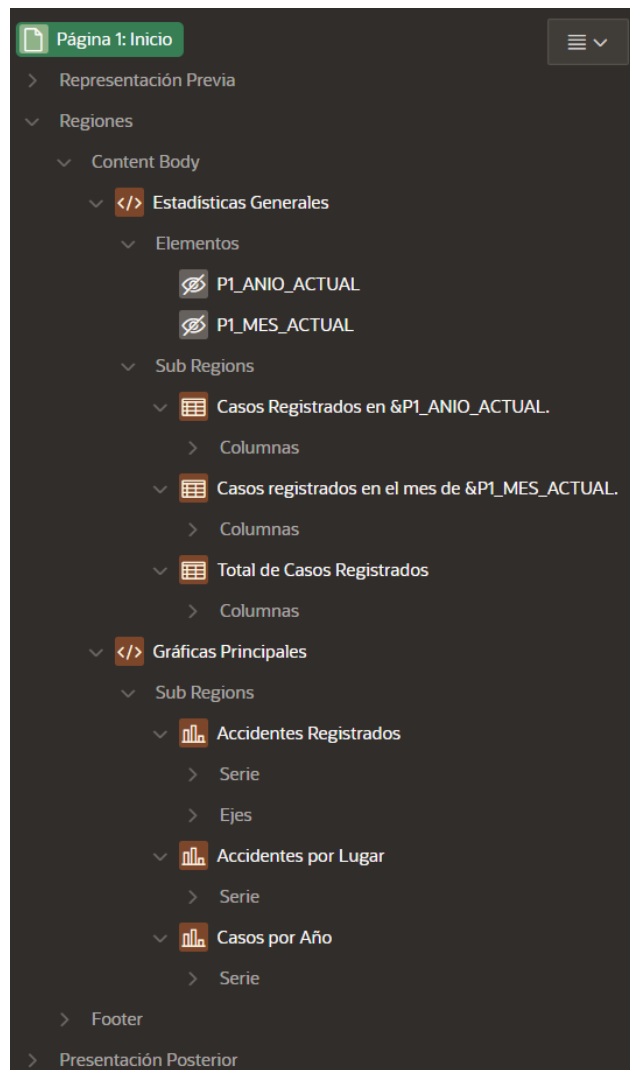 Página 1: Inicio
Representación Previa
Regiones
Content Body
</> Estadísticas Generales
Elementos
P1_ANIO_ACTUAL
P1_MES_ACTUAL
Sub Regions
Casos Registrados en &P1_ANIO_ACTUAL.
Columnas
Casos registrados en el mes de &P1_MES_ACTUAL.
Columnas
Total de Casos Registrados
Columnas
</> Gráficas Principales
Sub Regions
Accidentes Registrados
Serie
Ejes
Accidentes por Lugar
Serie
Casos por Año
Serie
Footer
Presentación Posterior